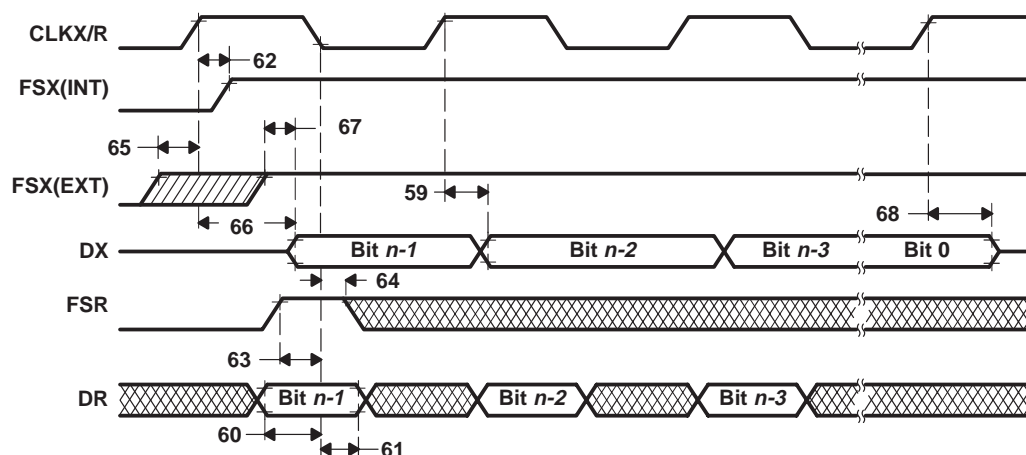 CLKX/R
62
FSX(INT)
67
65
FSX(EXT)
59
66
68
DX
Bit n-1
Bit n-2
Bit n-3
Bit 0
64
FSR
63
DR
Bit n-1
Bit n-2
Bit n-3
60
61